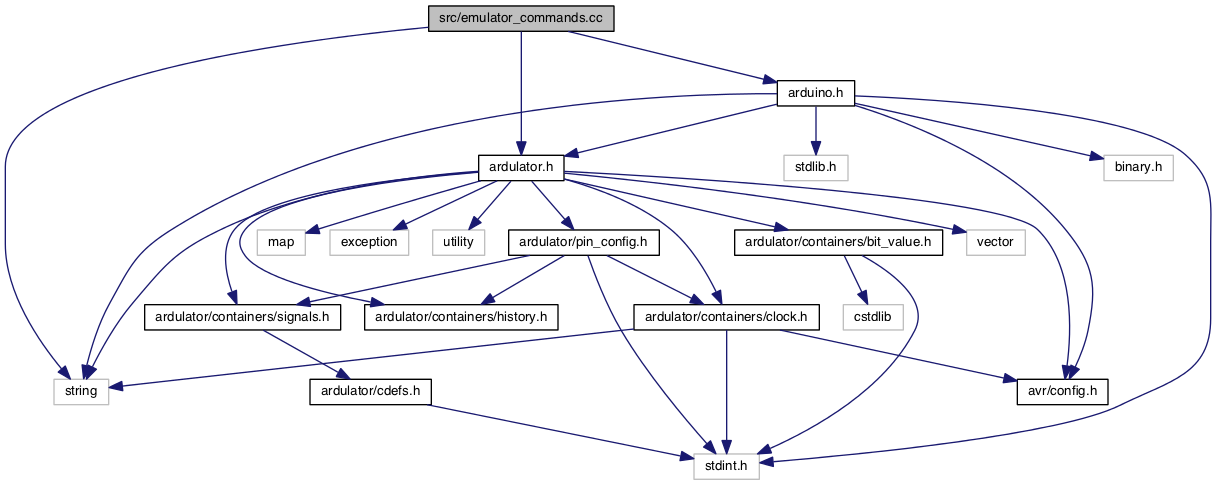 src/emulator_commands.cc
arduino.h
ardulator.h
stdlib.h
binary.h
map
exception
utility
ardulator/pin_config.h
ardulator/containers/bit_value.h
vector
ardulator/containers/signals.h
ardulator/containers/history.h
ardulator/containers/clock.h
cstdlib
string
ardulator/cdefs.h
avr/config.h
stdint.h